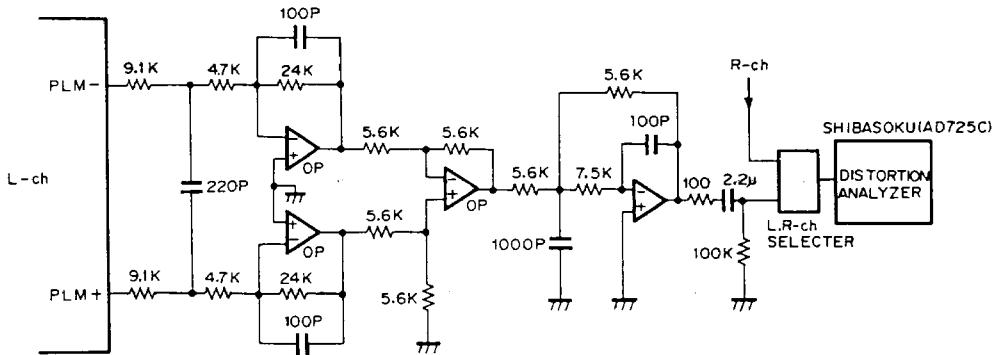 100P
9.1K
4.7K
24K
PLM-
OP
L-ch
220P
OP
9.1K
4.7K
24K
PLM+
100P
5.6K
5.6K
OP
5.6K
5.6K
5.6K
5.6K
100P
7.5K
1000P
100
2.2μ
100K
R-ch
SHIBASOKU(AD725C)
DISTORTION
ANALYZER
L.R-ch
SELECTER